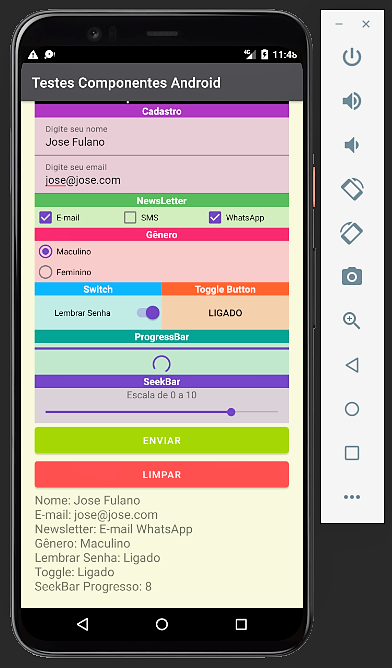 11:46
Testes Componentes Android
Cadastro
Digite seu nome
Jose Fulano
Digite seu email
jose@jose.com
NewsLetter
E-mail SMS WhatsApp
Gênero
Maculino
Feminino
Switch Toggle Button
Lembrar Senha LIGADO
ProgressBar
SeekBar
Escala de 0 a 10
ENVIAR
LIMPAR
Nome: Jose Fulano
E-mail: jose@jose.com
Newsletter: E-mail WhatsApp
Gênero: Maculino
Lembrar Senha: Ligado
Toggle: Ligado
SeekBar Progresso: 8